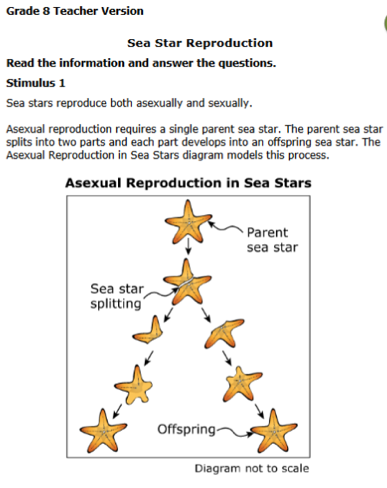 Grade 8 Teacher Version
Sea Star Reproduction
Read the information and answer the questions.
Stimulus 1
Sea stars reproduce both asexually and sexually.
Asexual reproduction requires a single parent sea star. The parent sea star
splits into two parts and each part develops into an offspring sea star. The
Asexual Reproduction in Sea Stars diagram models this process.
Asexual Reproduction in Sea Stars
Parent
sea star
Sea star
splitting
Offspring
Diagram not to scale